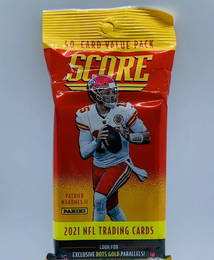 50-CARD VALUE PACK
SCORE
15
PATRICK
MAHOMES II
PANINI
2021 NFL TRADING CARDS
LOOK FOR
EXCLUSIVE DOTS GOLD PARALLELS!